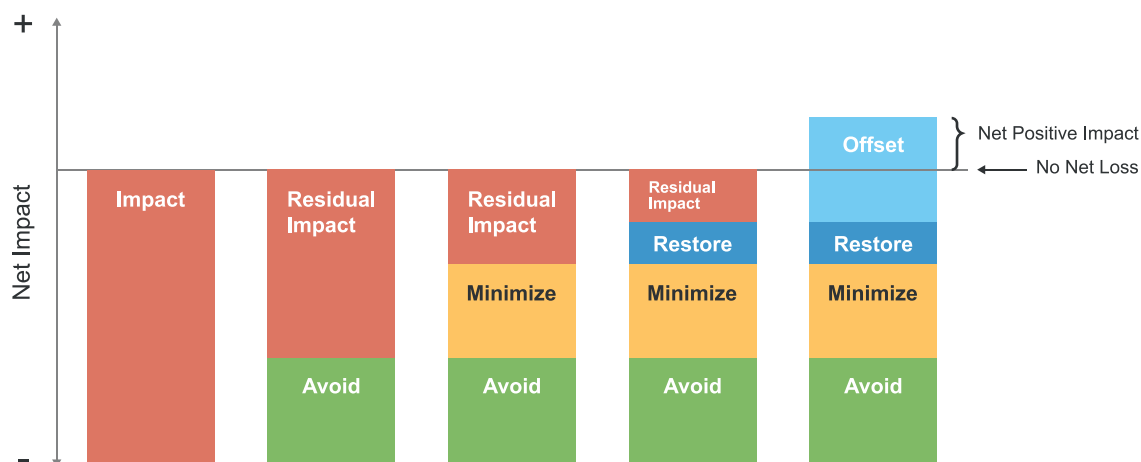 +
Net Impact
-
Impact
Residual
Impact
Avoid
Residual
Impact
Minimize
Avoid
Residual
Impact
Restore
Minimize
Avoid
Offset
Restore
Minimize
Avoid
Net Positive Impact
No Net Loss